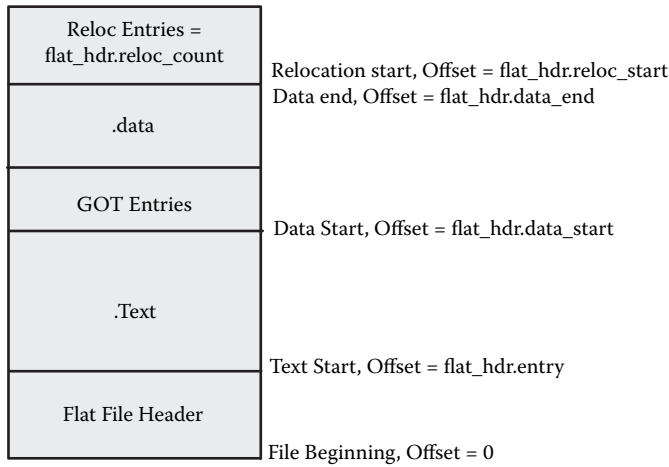 Reloc Entries =
flat_hdr.reloc_count
Relocation start, Offset = flat_hdr.reloc_start
Data end, Offset = flat_hdr.data_end
.data
GOT Entries
Data Start, Offset = flat_hdr.data_start
.Text
Text Start, Offset = flat_hdr.entry
Flat File Header
File Beginning, Offset = 0